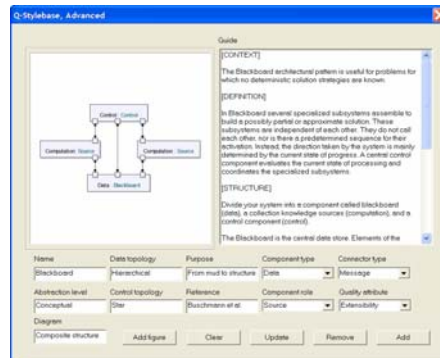 Q-Stylebase, Advanced
Guide
[CONTEXT]
The Blackboard architectural pattern is useful for problems for
which no deterministic solution strategies are known.
[DEFINITION]
In Blackboard several specialized subsystems assemble to
build a possibly partial or approximate solution. These
subsystems are independent of each other. They do not call
each other, nor is there a predetermined sequence for their
activation. Instead, the direction taken by the system is mainly
determined by the current state of progress. A central control
component evaluates the current state of processing and
coordinates the specialized subsystems.
[STRUCTURE]
Divide your system into a component called blackboard
(data), a collection knowledge sources (computation), and a
control component (control).
The Blackboard is the central data store. Elements of the
Control Control
Computation Source
Computation Source
Data Blackboard
Name
Data topology
Purpose
Component type
Connector type
Blackboard
Hierarchical
From mud to structure
Data
Message
Abstraction level
Control topology
Reference
Component role
Quality attribute
Conceptual
Star
Buschmann et al.
Source
Extensibility
Diagram
Composite structure
Add figure
Clear
Update
Remove
Add